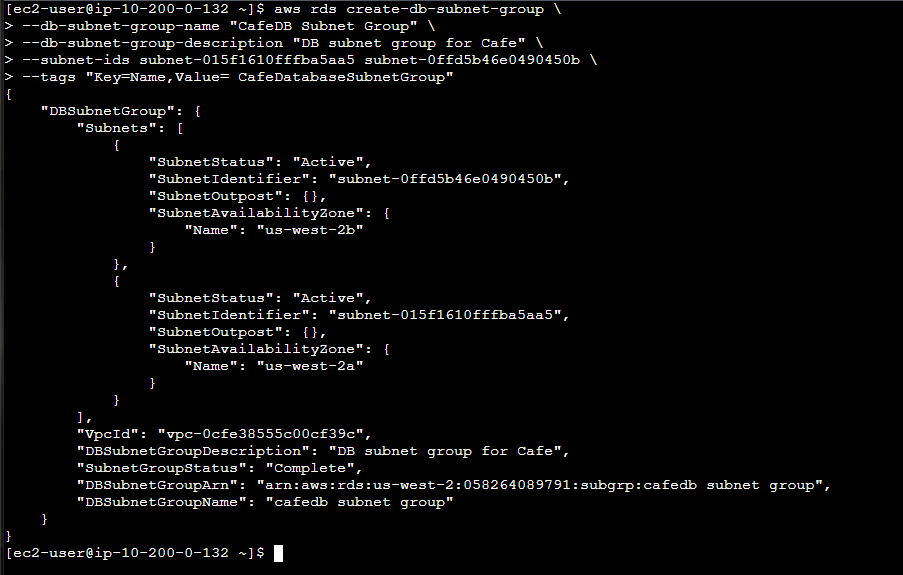 [ec2-user@ip-10-200-0-132 ~]$ aws rds create-db-subnet-group \
> --db-subnet-group-name "CafeDB Subnet Group" \
> --db-subnet-group-description "DB subnet group for Cafe" \
> --subnet-ids subnet-015f1610fffba5aa5 subnet-0ffd5b46e0490450b \
> --tags "Key=Name,Value= CafeDatabaseSubnetGroup"
{
    "DBSubnetGroup": {
        "Subnets": [
            {
                "SubnetStatus": "Active",
                "SubnetIdentifier": "subnet-0ffd5b46e0490450b",
                "SubnetOutpost": {},
                "SubnetAvailabilityZone": {
                    "Name": "us-west-2b"
                }
            },
            {
                "SubnetStatus": "Active",
                "SubnetIdentifier": "subnet-015f1610fffba5aa5",
                "SubnetOutpost": {},
                "SubnetAvailabilityZone": {
                    "Name": "us-west-2a"
                }
            }
        ],
        "VpcId": "vpc-0cfe38555c00cf39c",
        "DBSubnetGroupDescription": "DB subnet group for Cafe",
        "SubnetGroupStatus": "Complete",
        "DBSubnetGroupArn": "arn:aws:rds:us-west-2:058264089791:subgrp:cafedb subnet group",
        "DBSubnetGroupName": "cafedb subnet group"
    }
}
[ec2-user@ip-10-200-0-132 ~]$